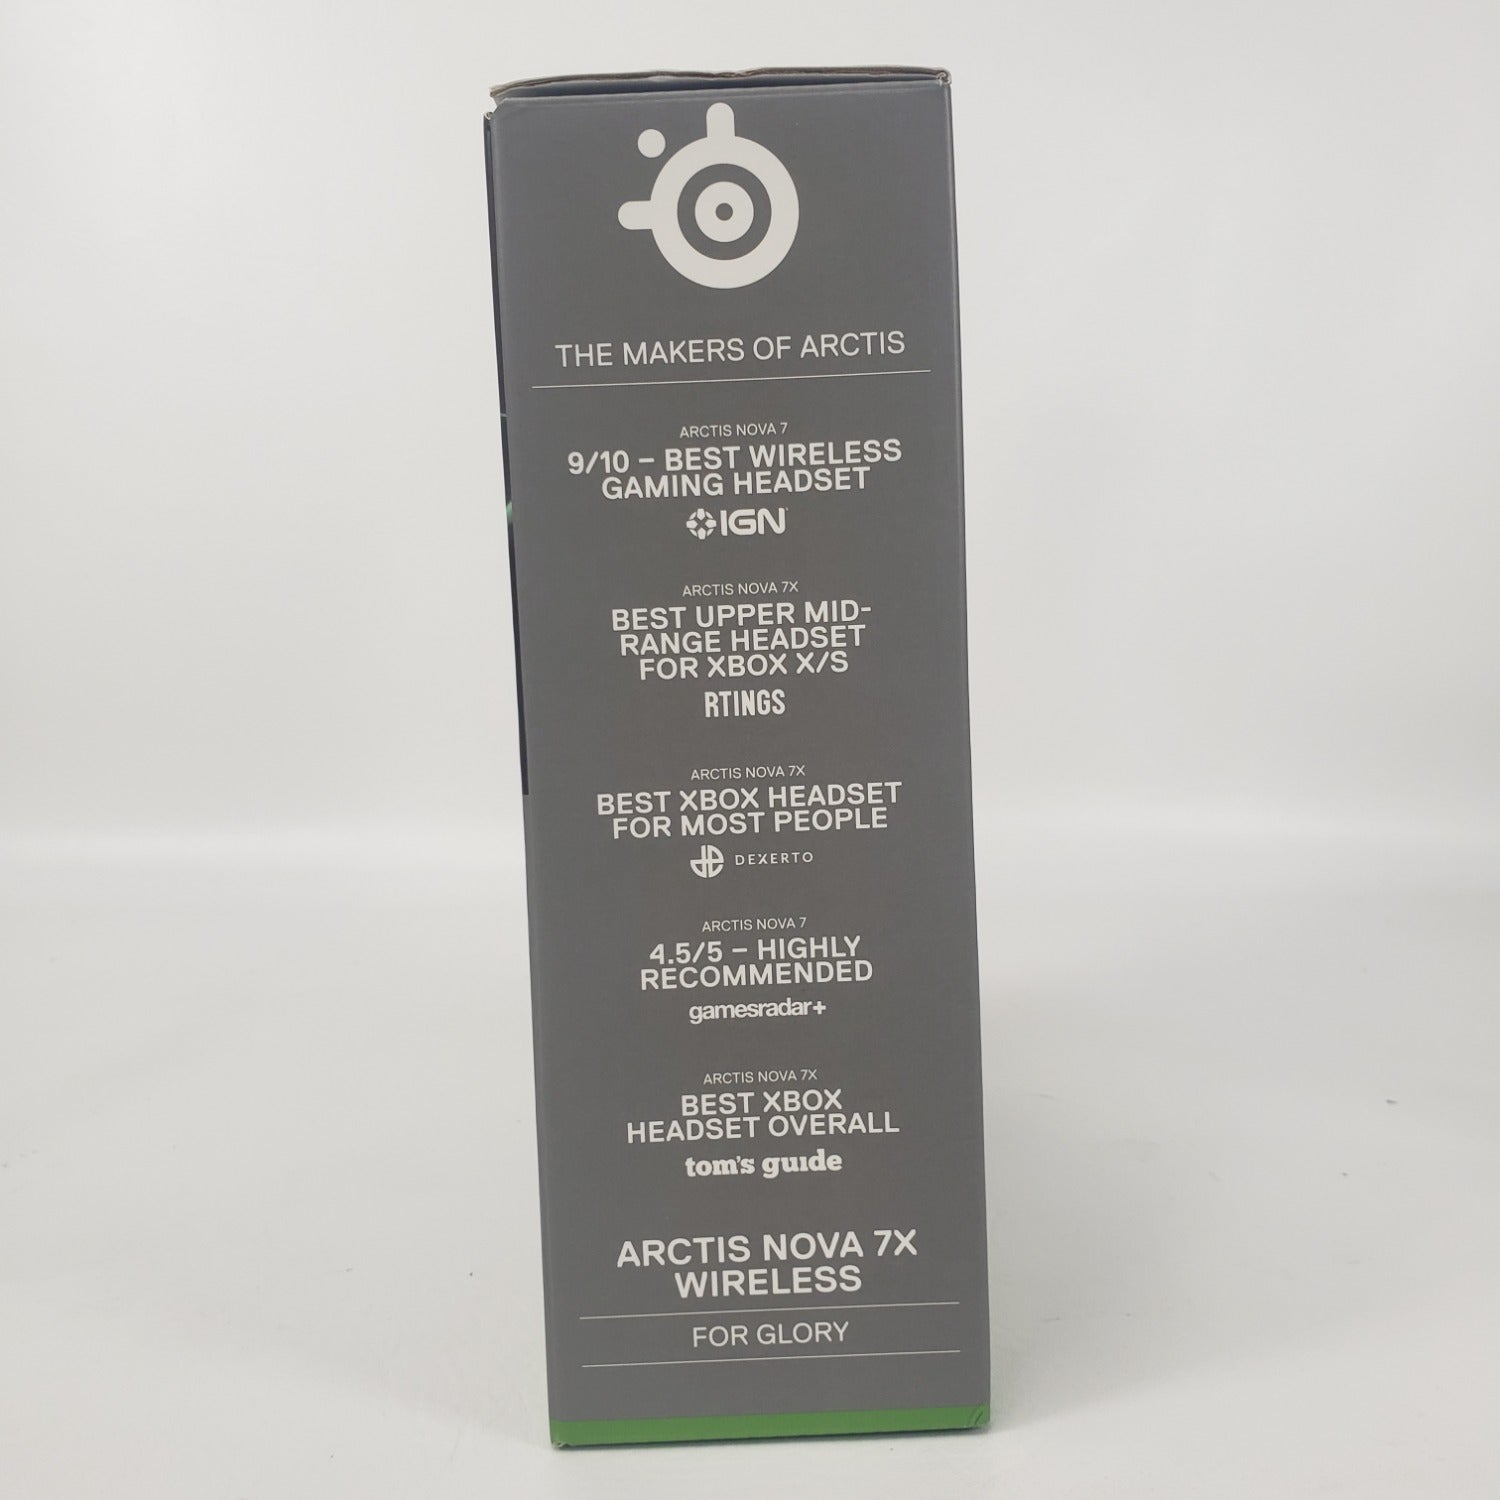 THE MAKERS OF ARCTIS
ARCTIS NOVA 7
9/10 – BEST WIRELESS
GAMING HEADSET
IGN
ARCTIS NOVA 7X
BEST UPPER MID-
RANGE HEADSET
FOR XBOX X/S
RTINGS
ARCTIS NOVA 7X
BEST XBOX HEADSET
FOR MOST PEOPLE
DEXERTO
ARCTIS NOVA 7
4.5/5 – HIGHLY
RECOMMENDED
gamesradar+
ARCTIS NOVA 7X
BEST XBOX
HEADSET OVERALL
tom's guide
ARCTIS NOVA 7X
WIRELESS
FOR GLORY